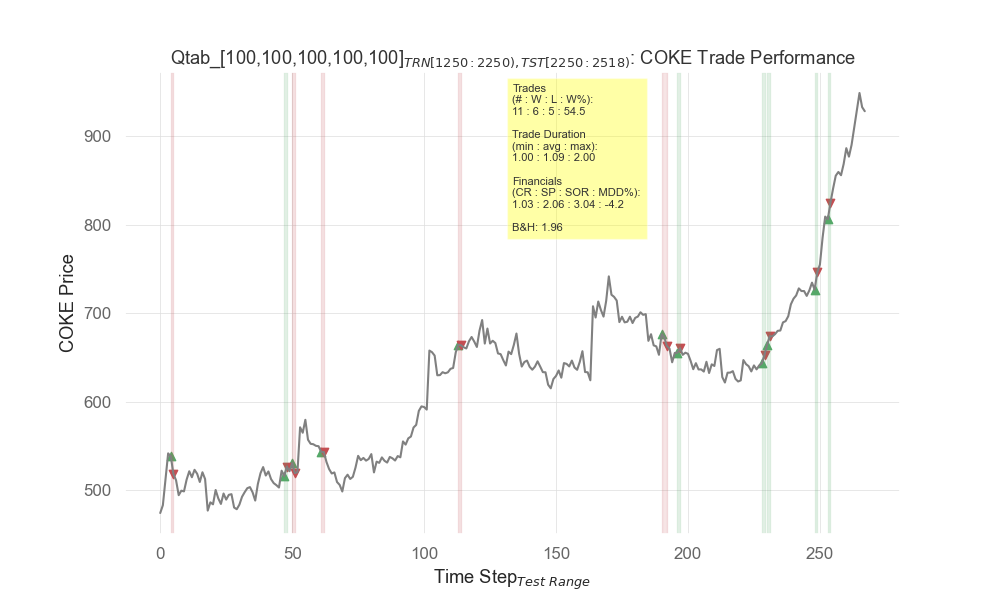 Qtab_[100,100,100,100,100]TRN[1250:2250),TST[2250:2518): COKE Trade Performance
Trades
(# : W : L : W%):
11 : 6 : 5 : 54.5
Trade Duration
(min : avg : max):
1.00 : 1.09 : 2.00
Financials
(CR : SP : SOR : MDD%):
1.03 : 2.06 : 3.04 : -4.2
B&H: 1.96
900
800
700
600
500
COKE Price
0 50 100 150 200 250
Time Step Test Range